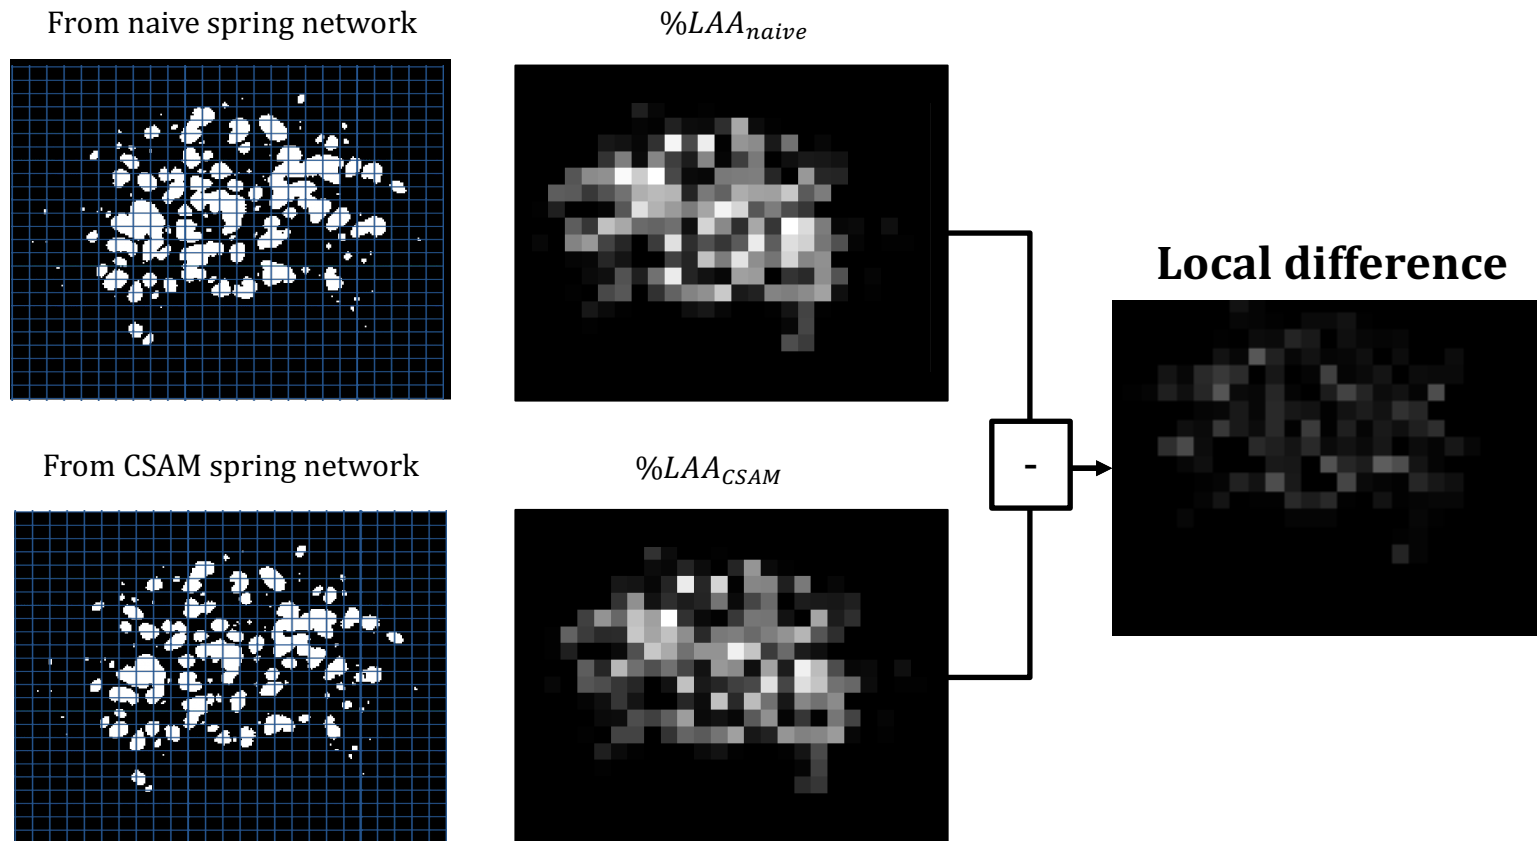 From naive spring network
%LAA_naive
Local difference
From CSAM spring network
%LAA_CSAM
-